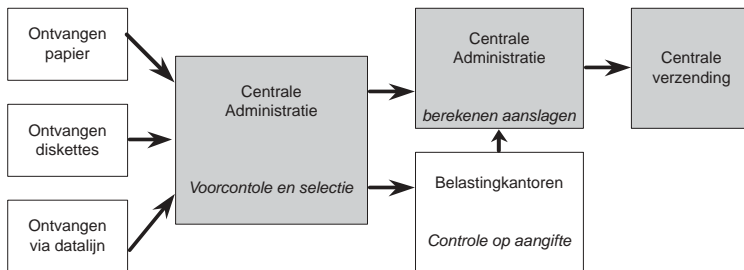 Ontvangen
papier
Ontvangen
diskettes
Ontvangen
via datalijn
Centrale
Administratie
Voorcontole en selectie
Centrale
Administratie
berekenen aanslagen
Belastingkantoren
Controle op aangifte
Centrale
verzending